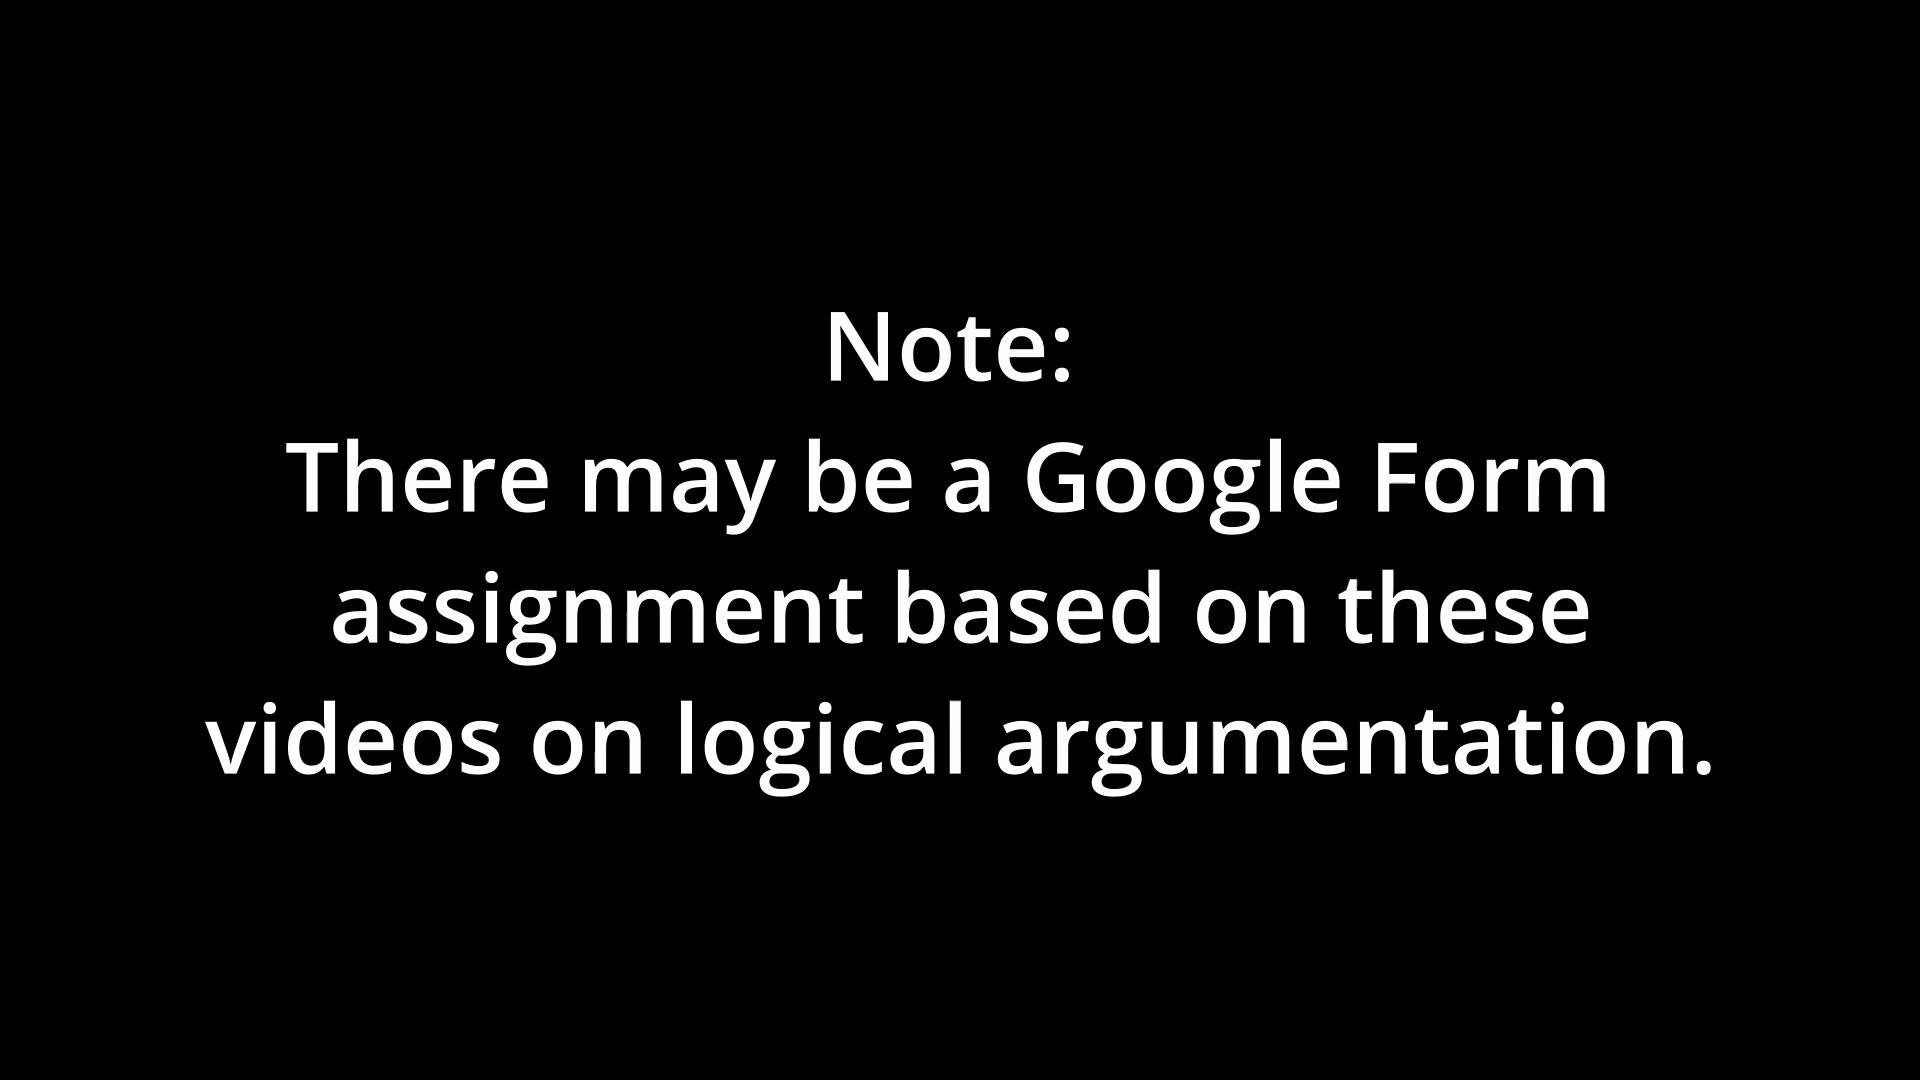 Note:
There may be a Google Form
assignment based on these
videos on logical argumentation.